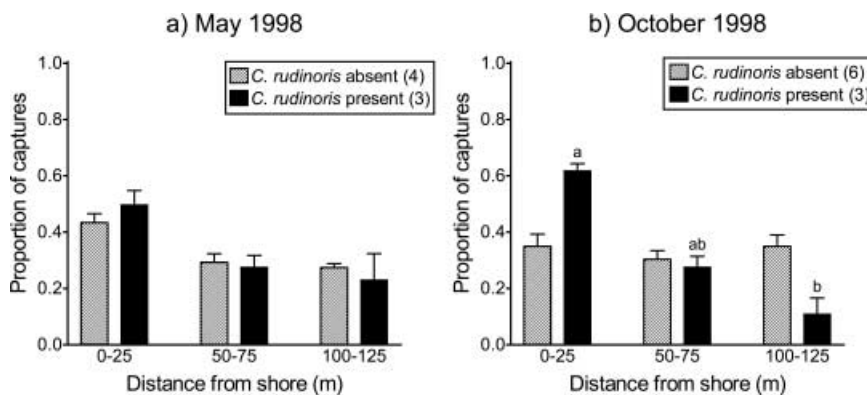 a) May 1998
C. rudinoris absent (4)
C. rudinoris present (3)
Proportion of captures
1.0
0.8
0.6
0.4
0.2
0.0
0-25
50-75
100-125
Distance from shore (m)
b) October 1998
C. rudinoris absent (6)
C. rudinoris present (3)
Proportion of captures
1.0
0.8
0.6
0.4
0.2
0.0
a
ab
b
0-25
50-75
100-125
Distance from shore (m)